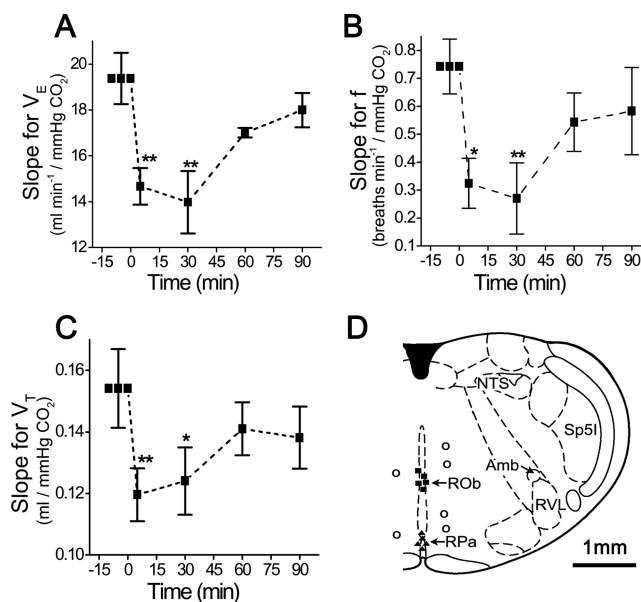 A
Slope for VE
(ml min⁻¹ / mmHg CO2)
20
18
16
14
12
**
**
-15 0 15 30 45 60 75 90
Time (min)
B
Slope for f
(breaths min⁻¹ / mmHg CO2)
0.8
0.7
0.6
0.5
0.4
0.3
0.2
0.1
*
**
-15 0 15 30 45 60 75 90
Time (min)
C
Slope for VT
(ml / mmHg CO2)
0.16
0.14
0.12
0.10
**
*
-15 0 15 30 45 60 75 90
Time (min)
D
NTS
Sp5I
Amb
ROb
RVL
RPa
1mm